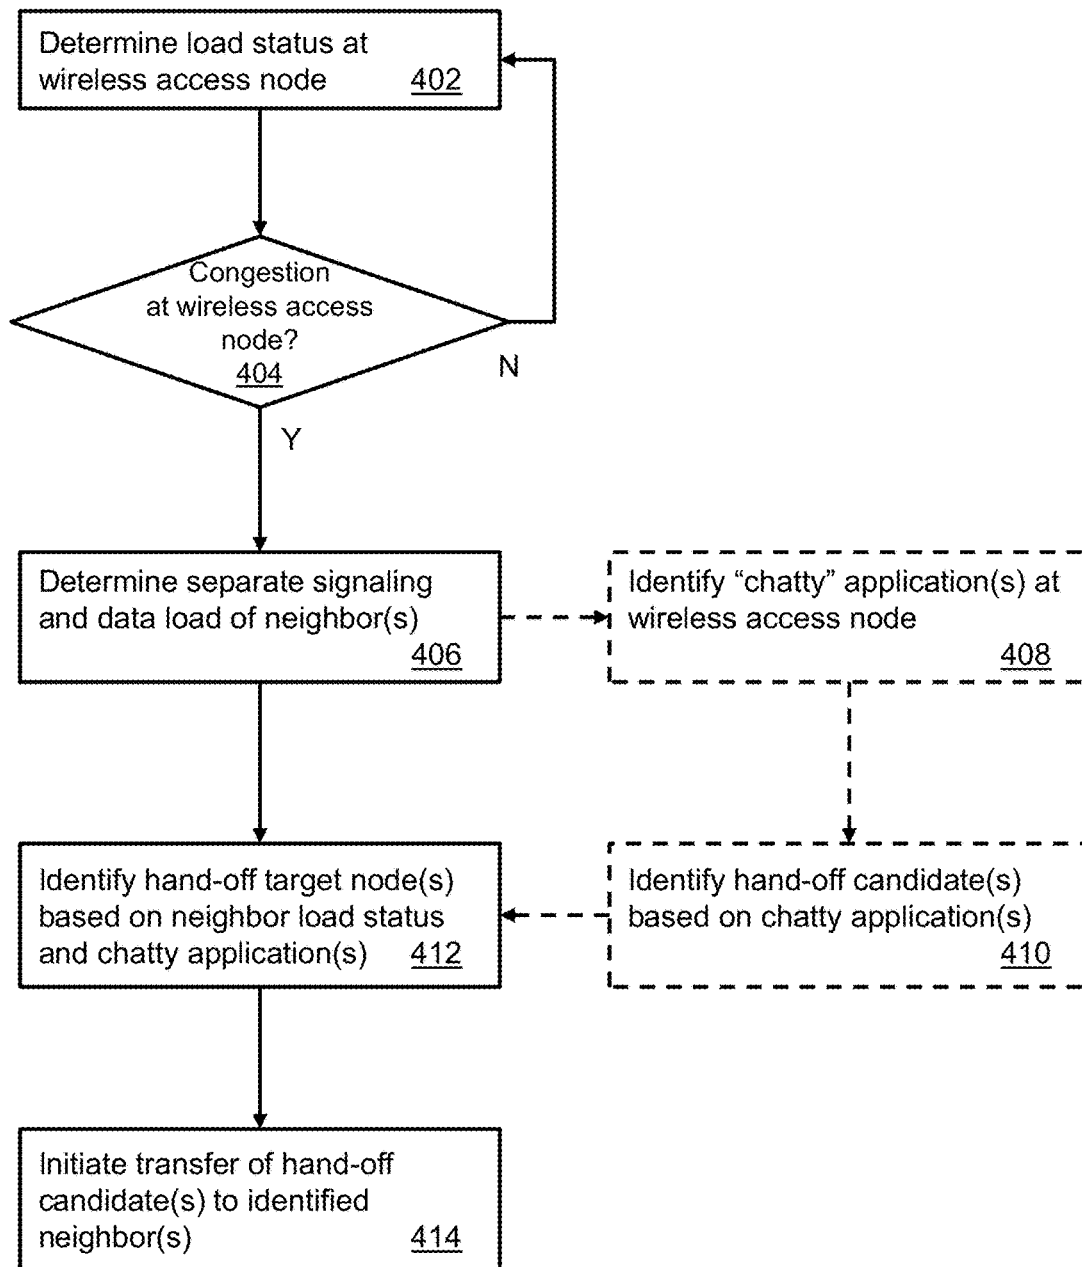 Determine load status at
wireless access node 402
Congestion
at wireless access
node?
404
N
Y
Determine separate signaling
and data load of neighbor(s)
406
Identify “chatty” application(s) at
wireless access node
408
Identify hand-off target node(s)
based on neighbor load status
and chatty application(s) 412
Identify hand-off candidate(s)
based on chatty application(s)
410
Initiate transfer of hand-off
candidate(s) to identified
neighbor(s) 414